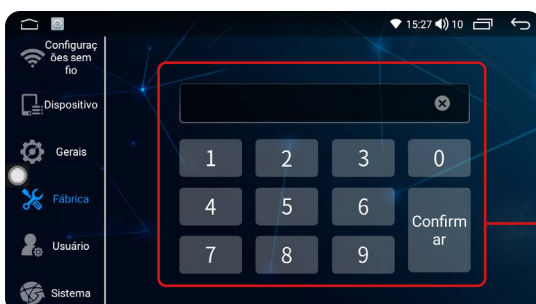 15:27 10
Configuraç
ões sem
fio
Dispositivo
Gerais
Fábrica
Usuário
Sistema
1 2 3 0
4 5 6
Confirm
ar
7 8 9